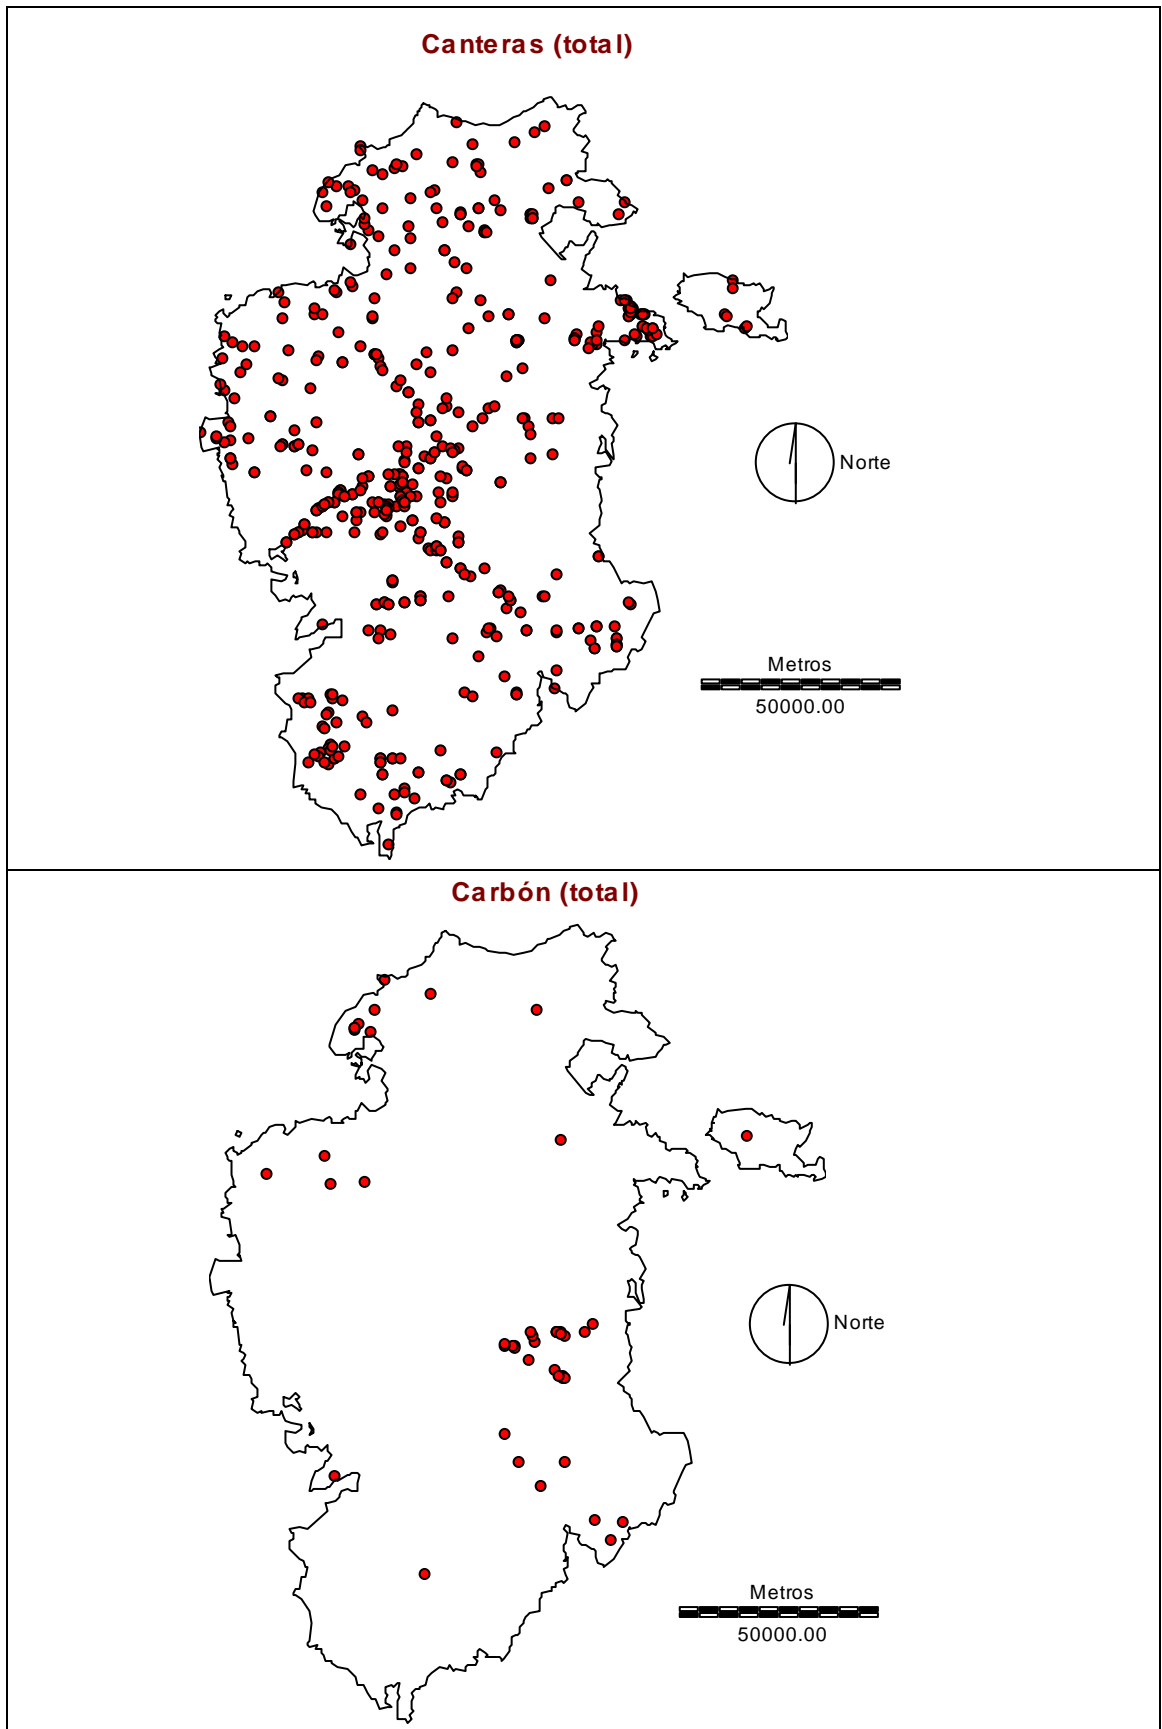 Canteras (total)
Norte
Metros
50000.00
Carbón (total)
Norte
Metros
50000.00